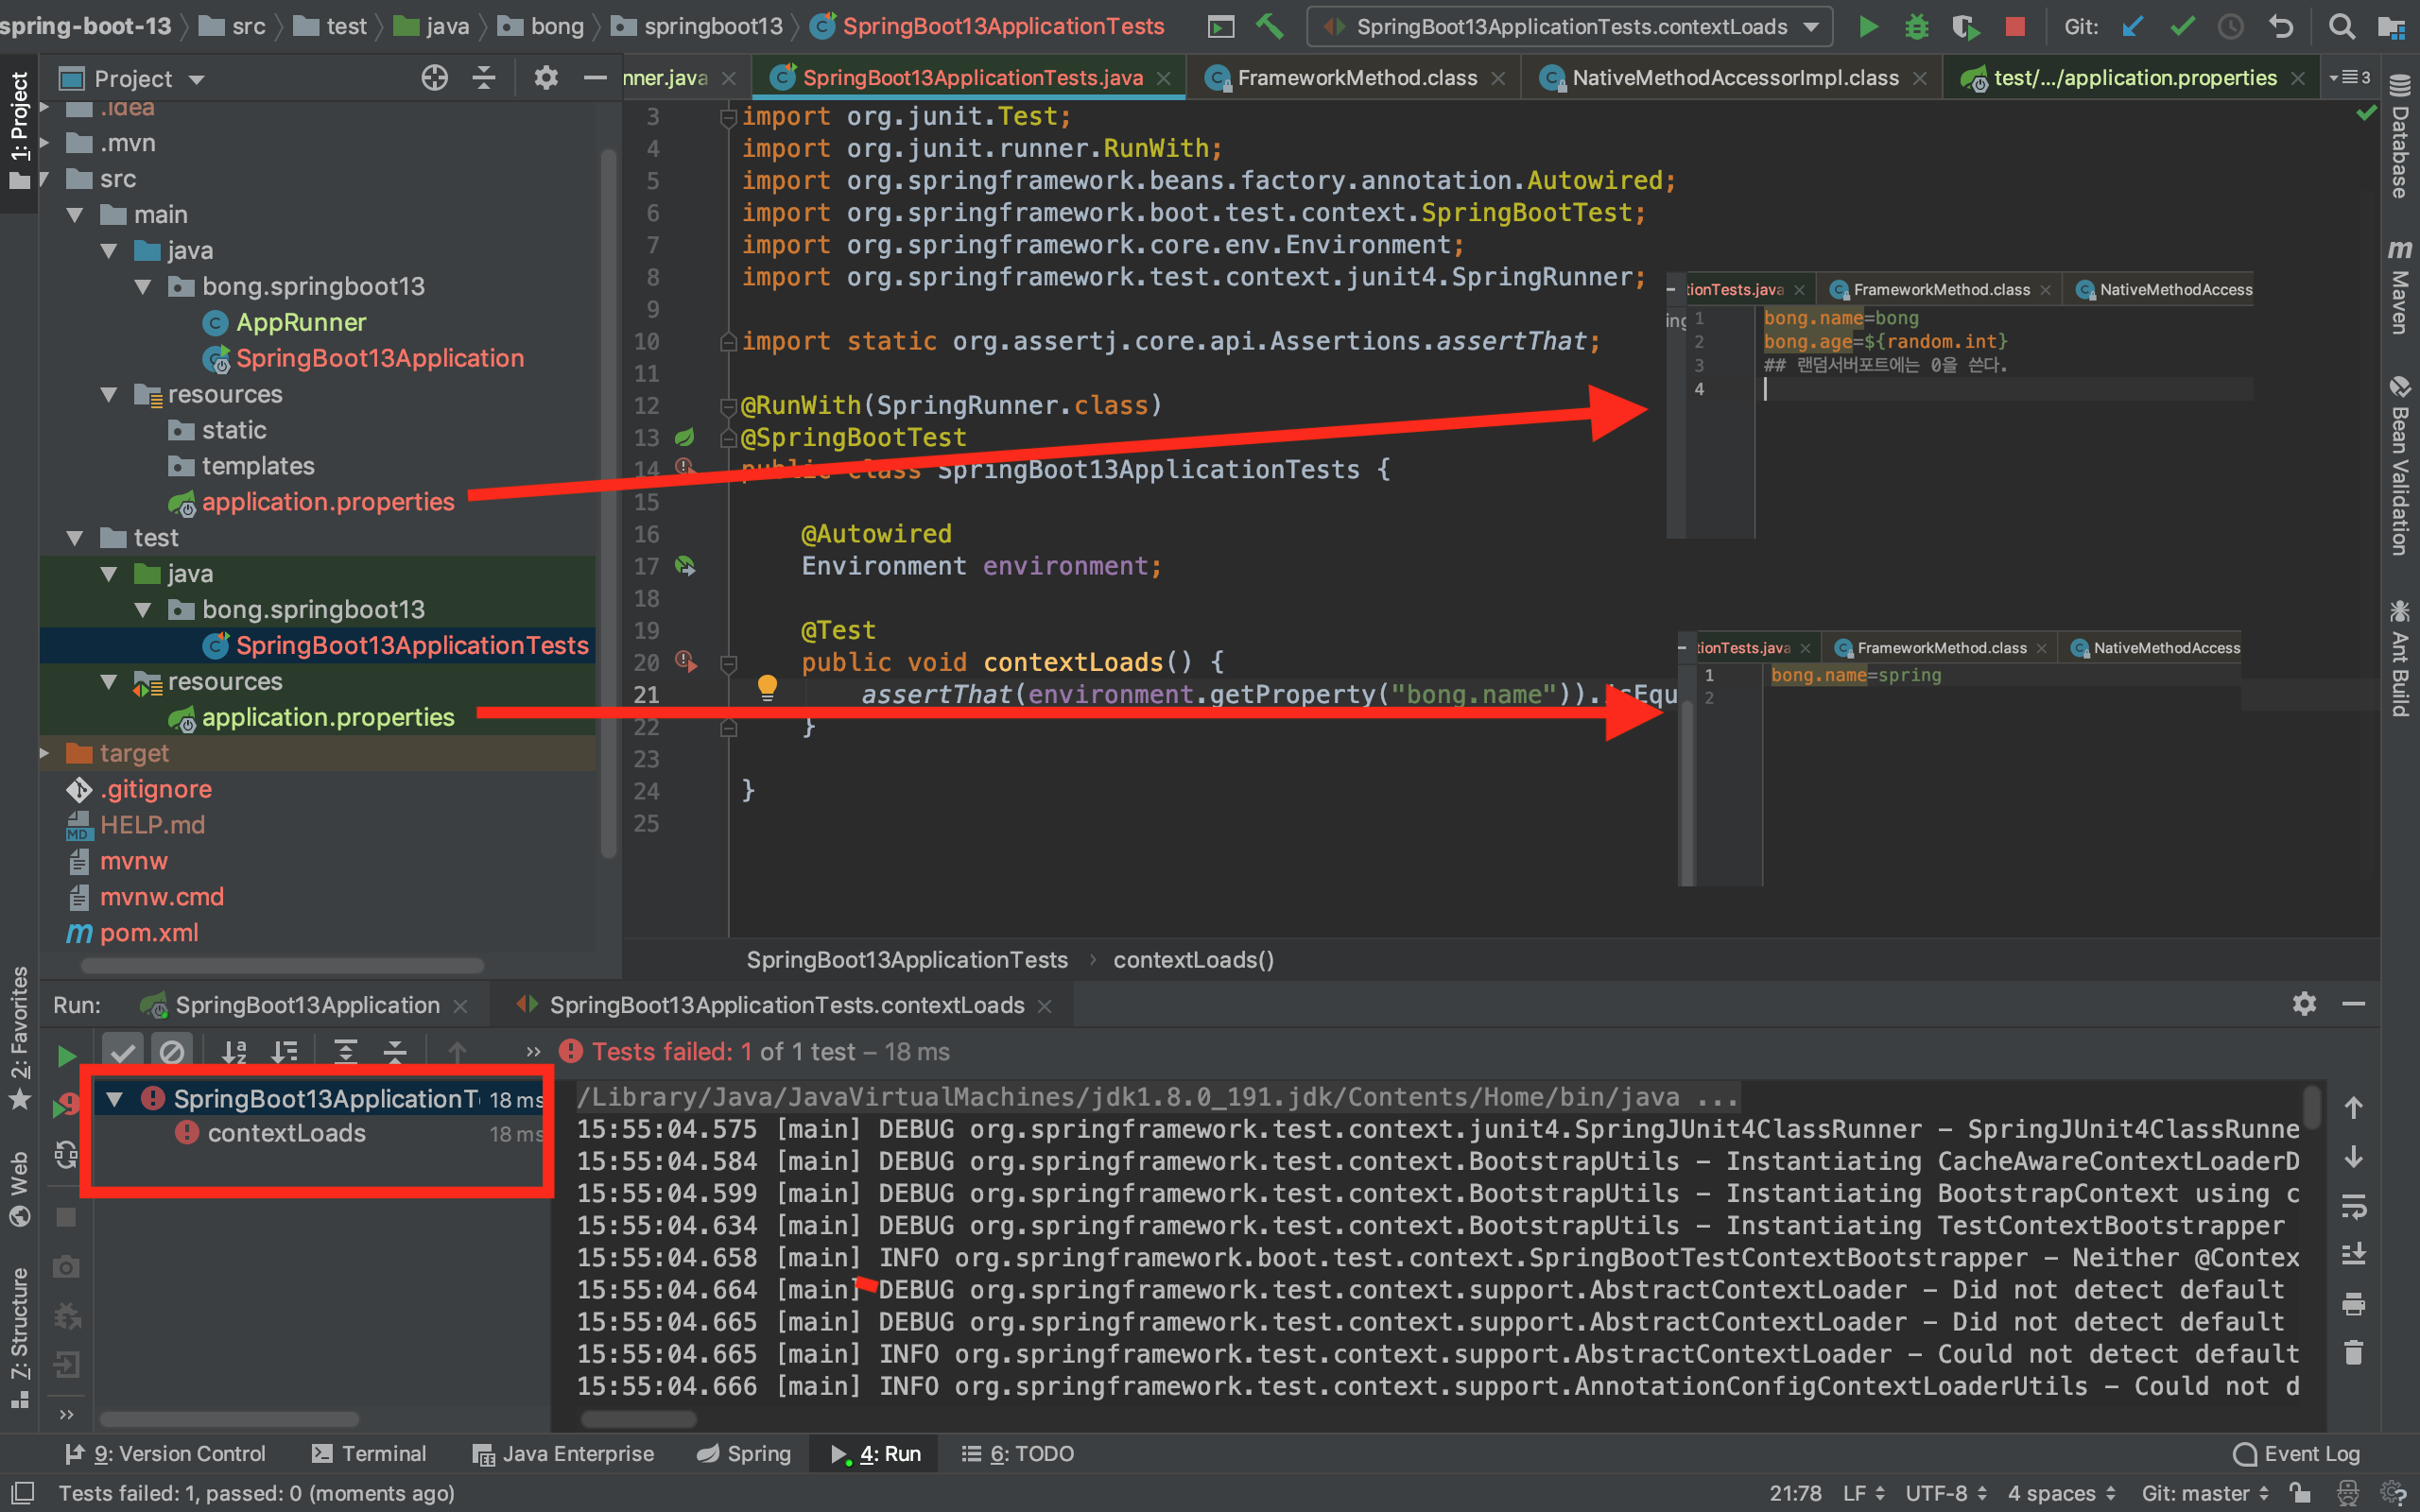 spring-boot-13 src test java bong springboot13 SpringBoot13ApplicationTests SpringBoot13ApplicationTests.contextLoads Git:
1: Project
Project
.idea
.mvn
src
main
java
bong.springboot13
AppRunner
SpringBoot13Application
resources
static
templates
application.properties
test
java
bong.springboot13
SpringBoot13ApplicationTests
resources
application.properties
target
.gitignore
HELP.md
mvnw
mvnw.cmd
pom.xml
nner.java SpringBoot13ApplicationTests.java FrameworkMethod.class NativeMethodAccessorImpl.class test/.../application.properties 3
3 import org.junit.Test;
4 import org.junit.runner.RunWith;
5 import org.springframework.beans.factory.annotation.Autowired;
6 import org.springframework.boot.test.context.SpringBootTest;
7 import org.springframework.core.env.Environment;
8 import org.springframework.test.context.junit4.SpringRunner;
9
10 import static org.assertj.core.api.Assertions.assertThat;
11
12 @RunWith(SpringRunner.class)
13 @SpringBootTest
14 public class SpringBoot13ApplicationTests {
15
16 @Autowired
17 Environment environment;
18
19 @Test
20 public void contextLoads() {
21 assertThat(environment.getProperty("bong.name")).isEqu
22 }
23
24 }
25
tionTests.java FrameworkMethod.class NativeMethodAccess
ing
1 bong.name=bong
2 bong.age=${random.int}
3 ## 랜덤서버포트에는 0을 쓴다.
4
tionTests.java FrameworkMethod.class NativeMethodAccess
1 bong.name=spring
2
SpringBoot13ApplicationTests contextLoads()
Database
Maven
Bean Validation
Ant Build
2: Favorites
Web
Z: Structure
Run: SpringBoot13Application SpringBoot13ApplicationTests.contextLoads
Tests failed: 1 of 1 test – 18 ms
SpringBoot13ApplicationT 18 ms
contextLoads 18 ms
/Library/Java/JavaVirtualMachines/jdk1.8.0_191.jdk/Contents/Home/bin/java ...
15:55:04.575 [main] DEBUG org.springframework.test.context.junit4.SpringJUnit4ClassRunner - SpringJUnit4ClassRunne
15:55:04.584 [main] DEBUG org.springframework.test.context.BootstrapUtils - Instantiating CacheAwareContextLoaderD
15:55:04.599 [main] DEBUG org.springframework.test.context.BootstrapUtils - Instantiating BootstrapContext using c
15:55:04.634 [main] DEBUG org.springframework.test.context.BootstrapUtils - Instantiating TestContextBootstrapper
15:55:04.658 [main] INFO org.springframework.boot.test.context.SpringBootTestContextBootstrapper - Neither @Contex
15:55:04.664 [main] DEBUG org.springframework.test.context.support.AbstractContextLoader - Did not detect default
15:55:04.665 [main] DEBUG org.springframework.test.context.support.AbstractContextLoader - Did not detect default
15:55:04.665 [main] INFO org.springframework.test.context.support.AbstractContextLoader - Could not detect default
15:55:04.666 [main] INFO org.springframework.test.context.support.AnnotationConfigContextLoaderUtils - Could not d
9: Version Control Terminal Java Enterprise Spring 4: Run 6: TODO Event Log
Tests failed: 1, passed: 0 (moments ago) 21:78 LF UTF-8 4 spaces Git: master